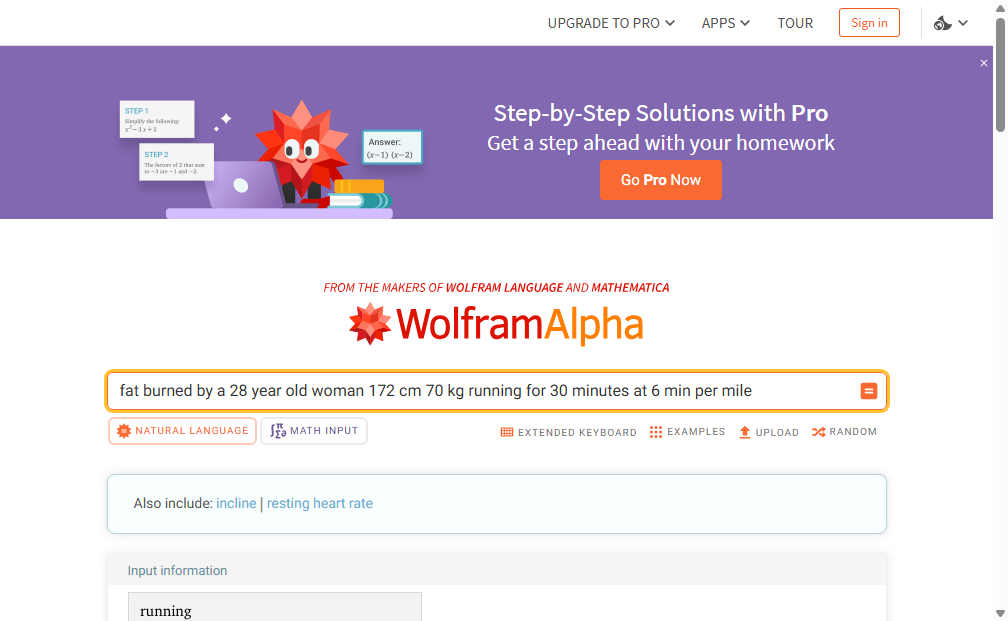 UPGRADE TO PRO APPS TOUR Sign in
×
Step-by-Step Solutions with Pro
Get a step ahead with your homework
Go Pro Now
STEP 1
Simplify the following:
x²−3 x + 2
STEP 2
The factors of 2 that sum
to −3 are −1 and −2.
Answer:
(x−1) (x−2)
FROM THE MAKERS OF WOLFRAM LANGUAGE AND MATHEMATICA
WolframAlpha
fat burned by a 28 year old woman 172 cm 70 kg running for 30 minutes at 6 min per mile
NATURAL LANGUAGE MATH INPUT EXTENDED KEYBOARD EXAMPLES UPLOAD RANDOM
Also include: incline | resting heart rate
Input information
running